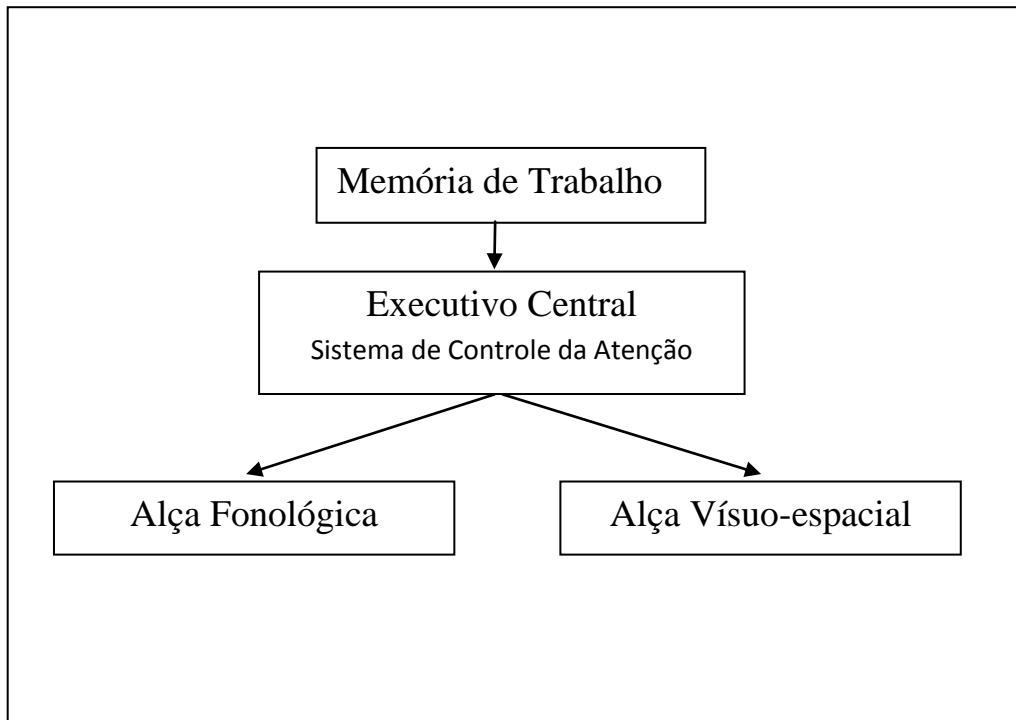 Memória de Trabalho
Executivo Central
Sistema de Controle da Atenção
Alça Fonológica
Alça Vísuo-espacial